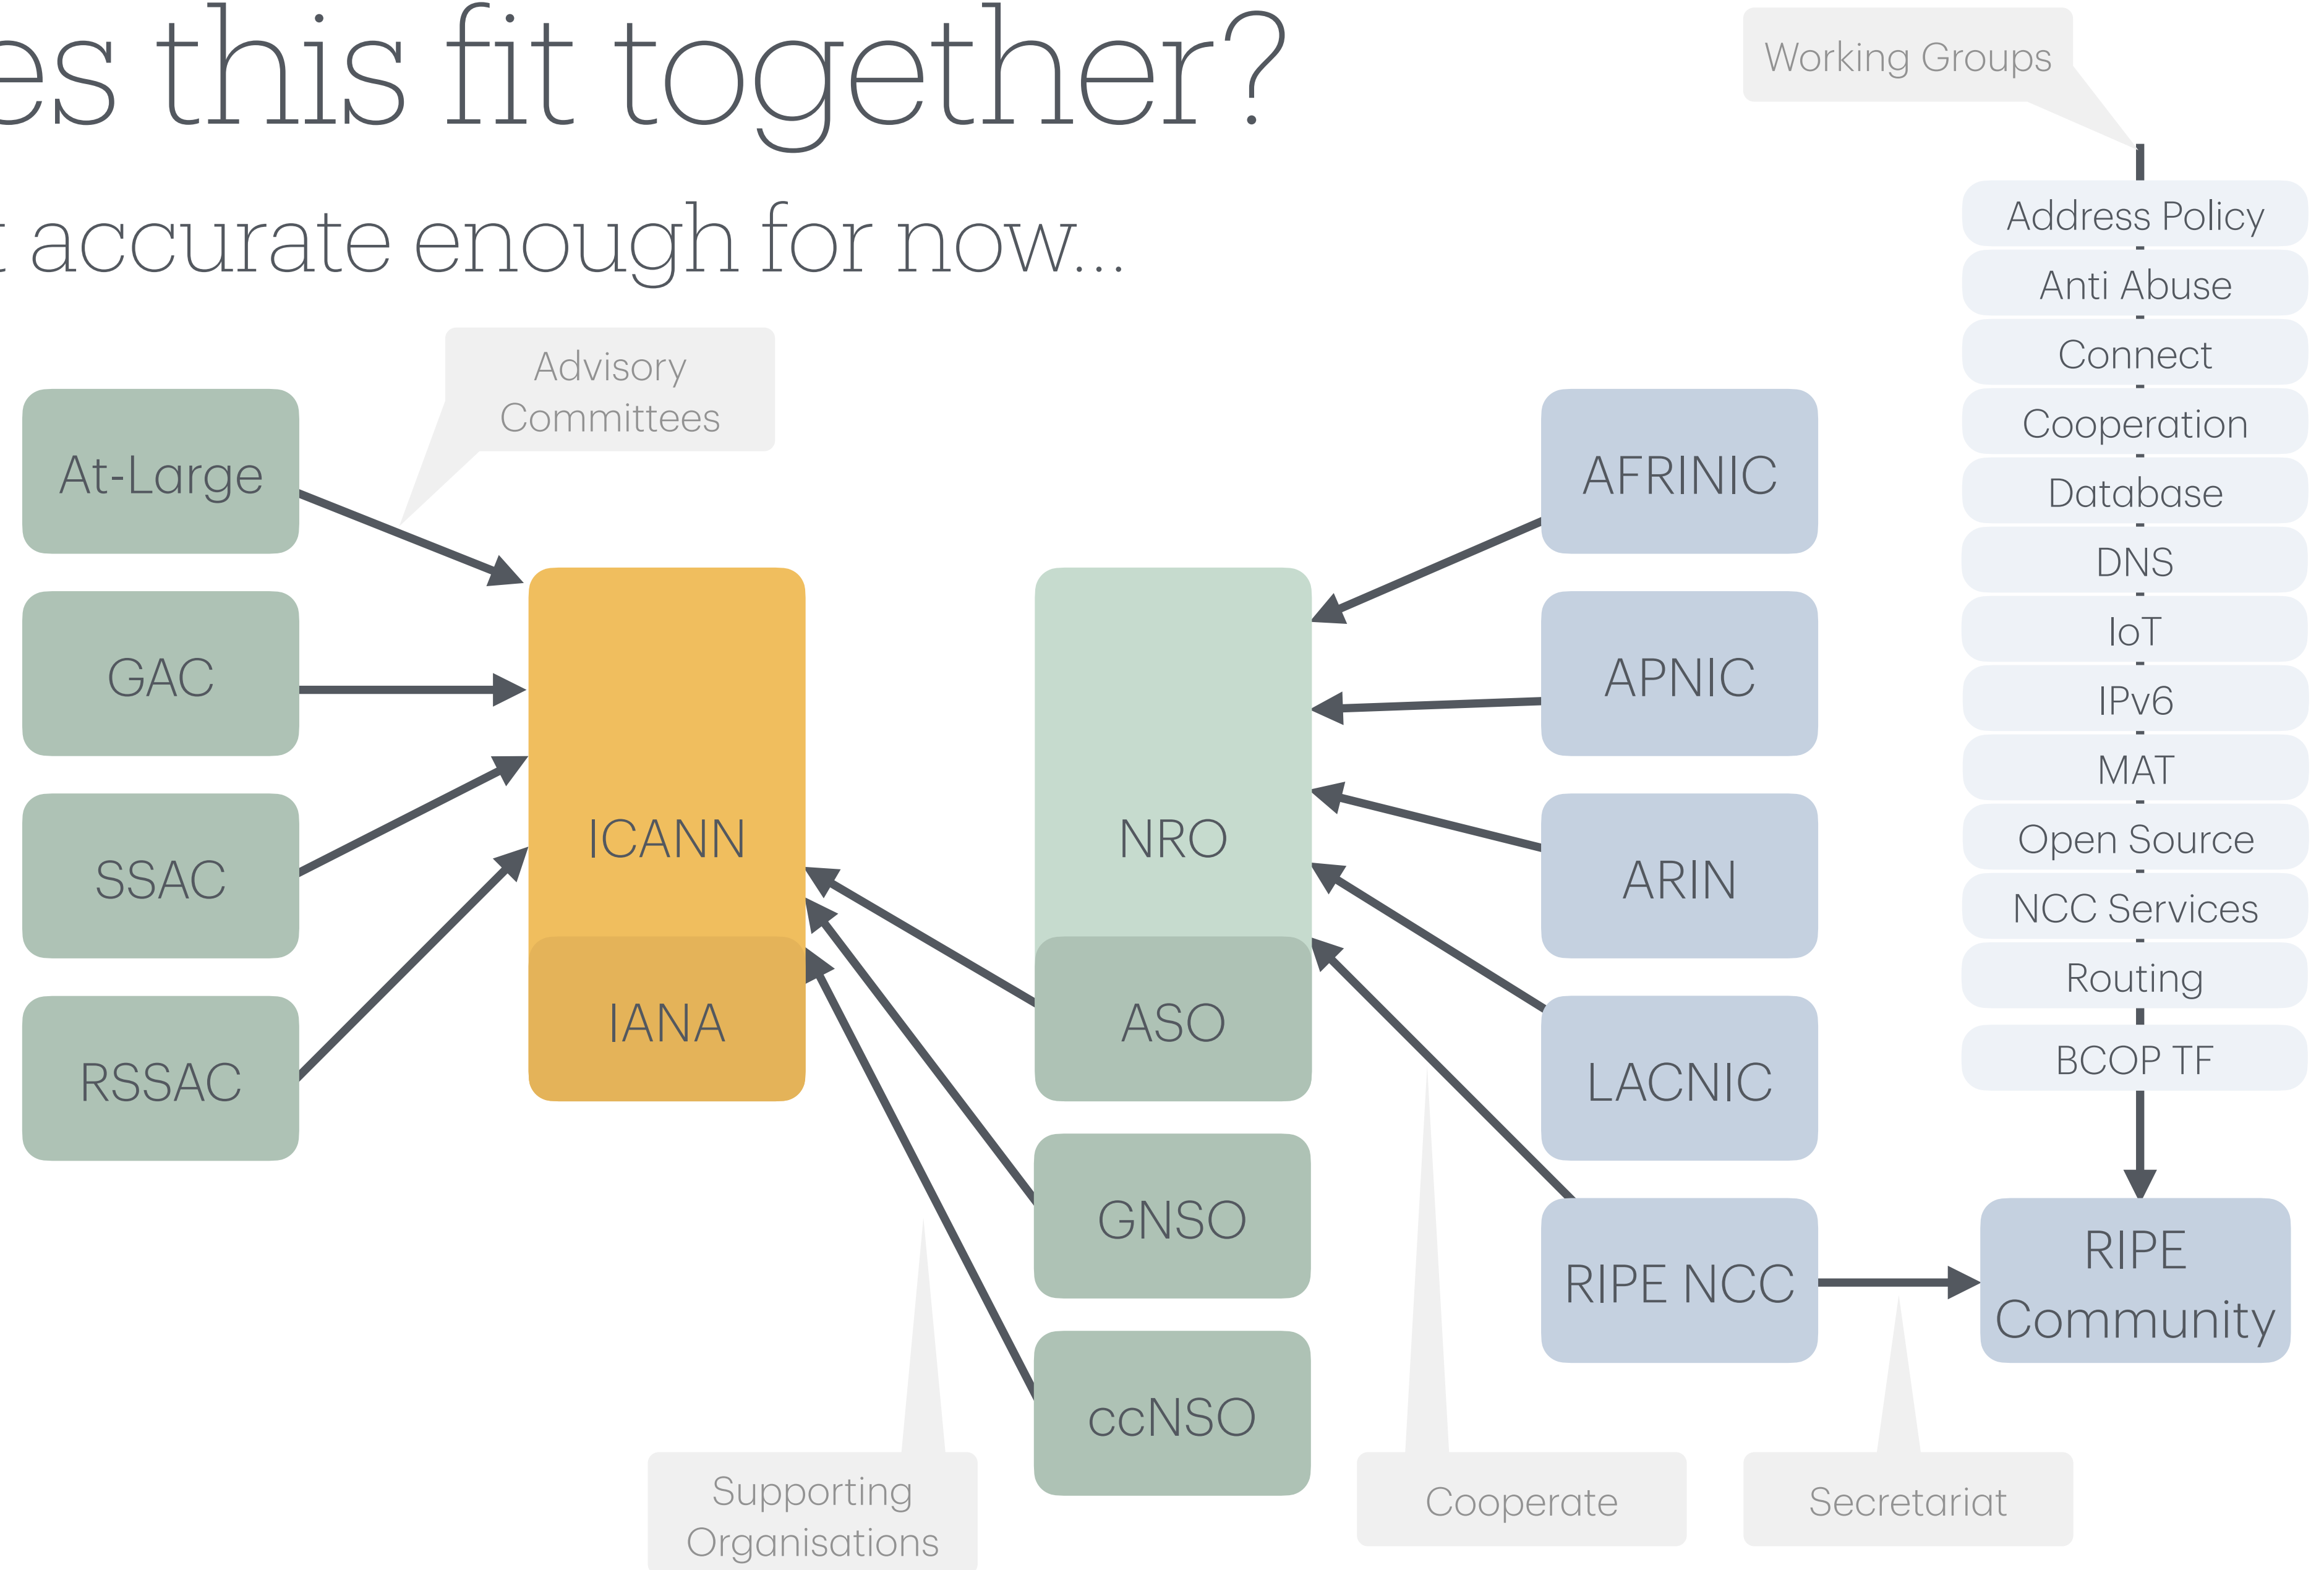 es this fit together?
accurate enough for now...
Working Groups
Address Policy
Anti Abuse
Connect
Cooperation
Database
DNS
IoT
IPv6
MAT
Open Source
NCC Services
Routing
BCOP TF
RIPE
Community
Advisory
Committees
At-Large
GAC
SSAC
RSSAC
ICANN
IANA
NRO
ASO
GNSO
ccNSO
AFRINIC
APNIC
ARIN
LACNIC
RIPE NCC
Supporting
Organisations
Cooperate
Secretariat